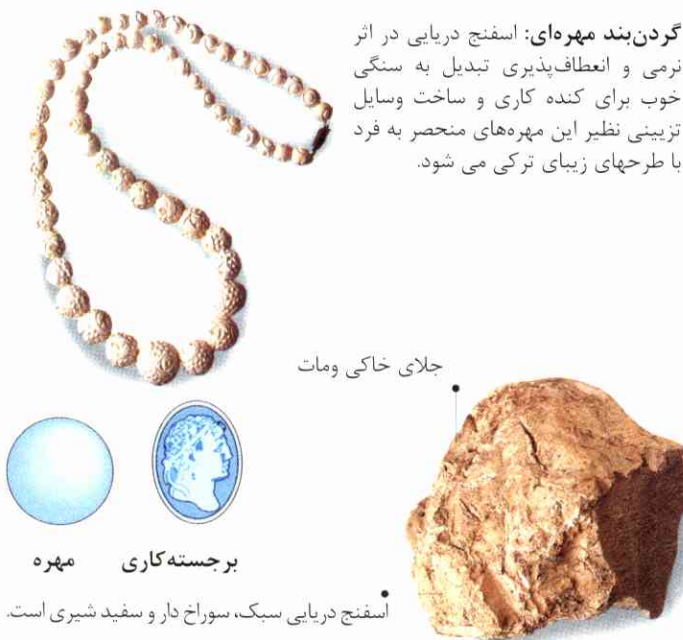 گردن‌بند مهره‌ای: اسفنج دریایی در اثر
نرمی و انعطاف‌پذیری تبدیل به سنگی
خوب برای کنده کاری و ساخت وسایل
تزیینی نظیر این مهره‌های منحصر به فرد
با طرحهای زیبای ترکی می شود.
جلای خاکی ومات
برجسته‌کاری
مهره
اسفنج دریایی سبک، سوراخ دار و سفید شیری است.